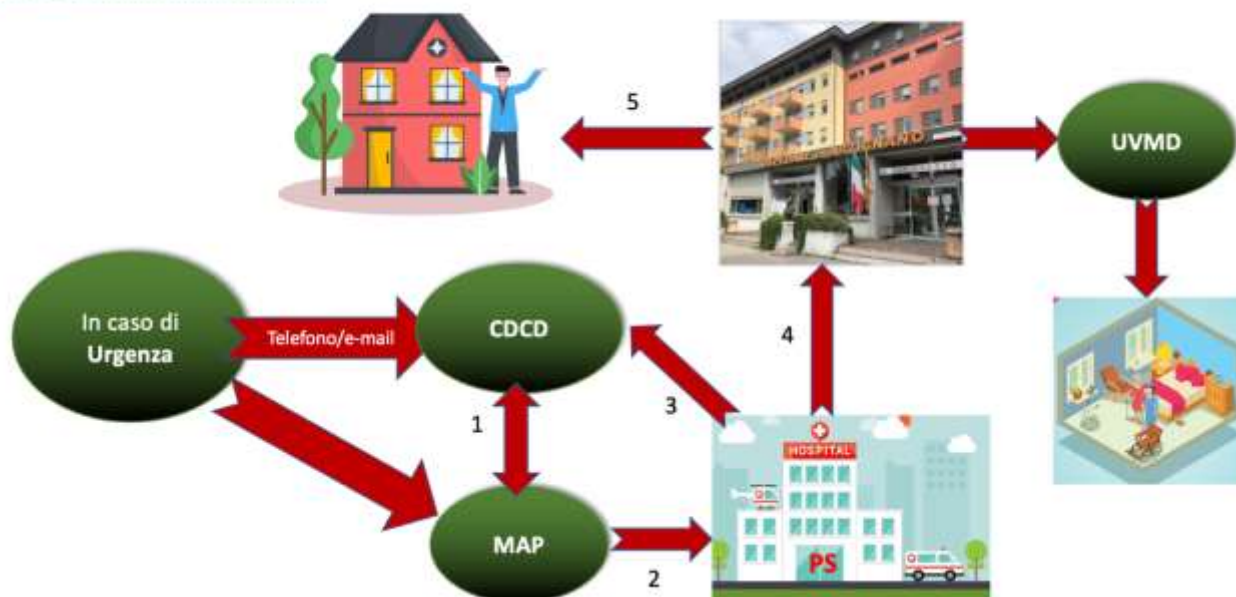 5
UVMD
In caso di
Urgenza
Telefono/e-mail
CDCD
4
1
3
HOSPITAL
MAP
2
PS